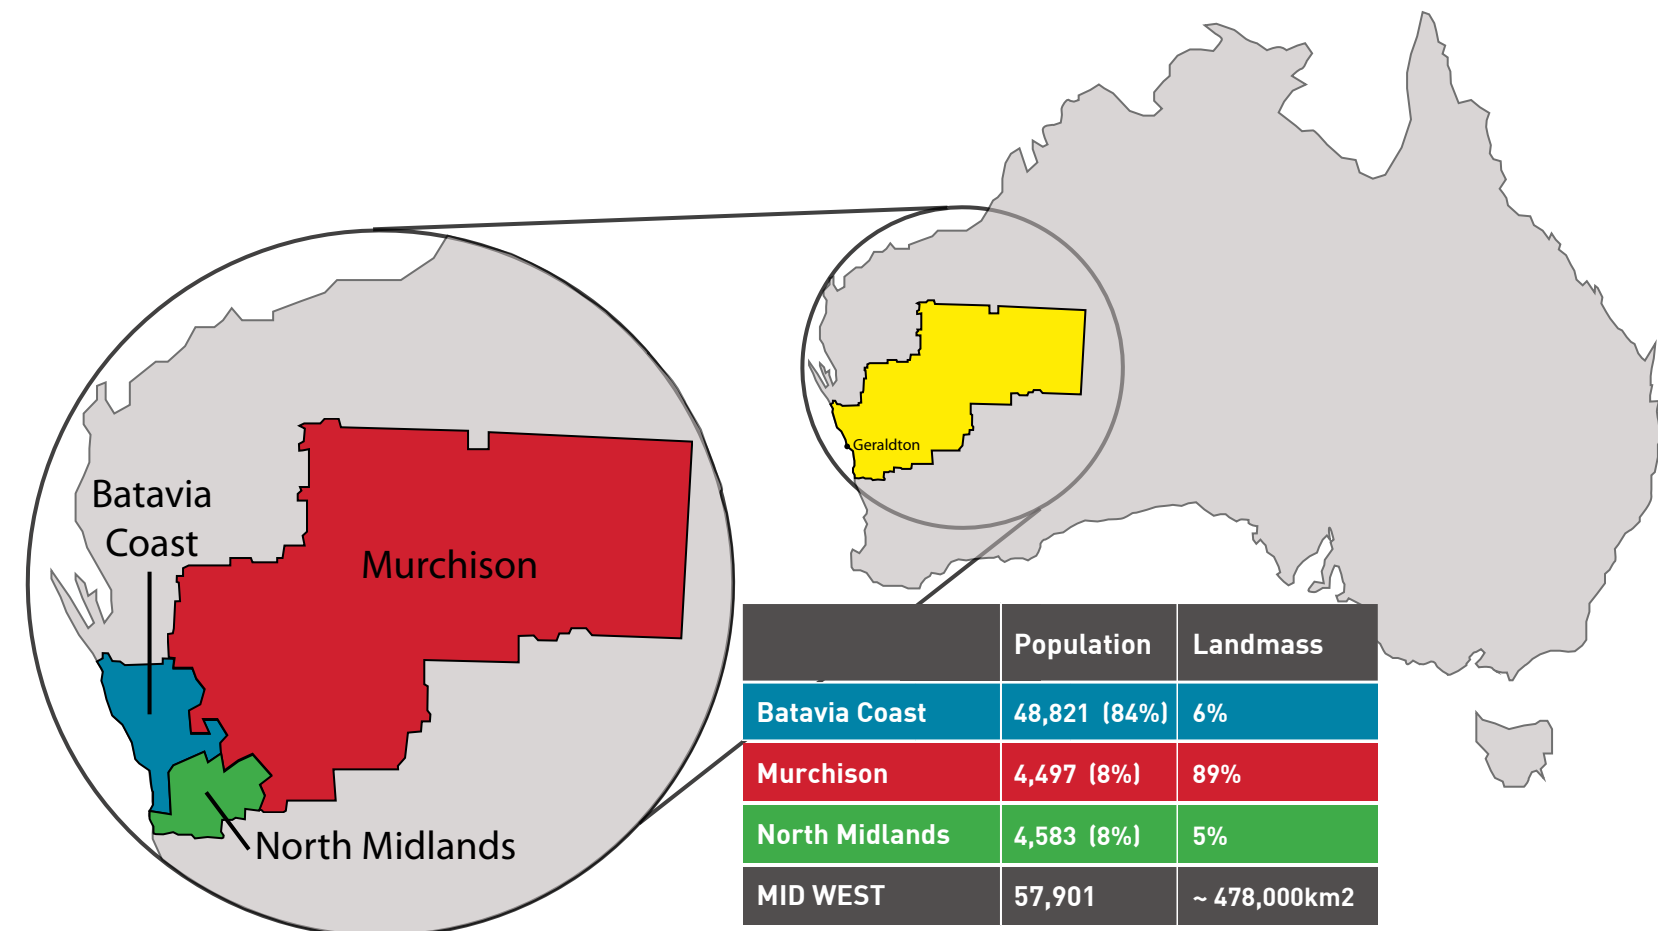 Geraldton
Batavia
Coast
Murchison
North Midlands
Population Landmass
Batavia Coast 48,821 (84%) 6%
Murchison 4,497 (8%) 89%
North Midlands 4,583 (8%) 5%
MID WEST 57,901 ~ 478,000km2